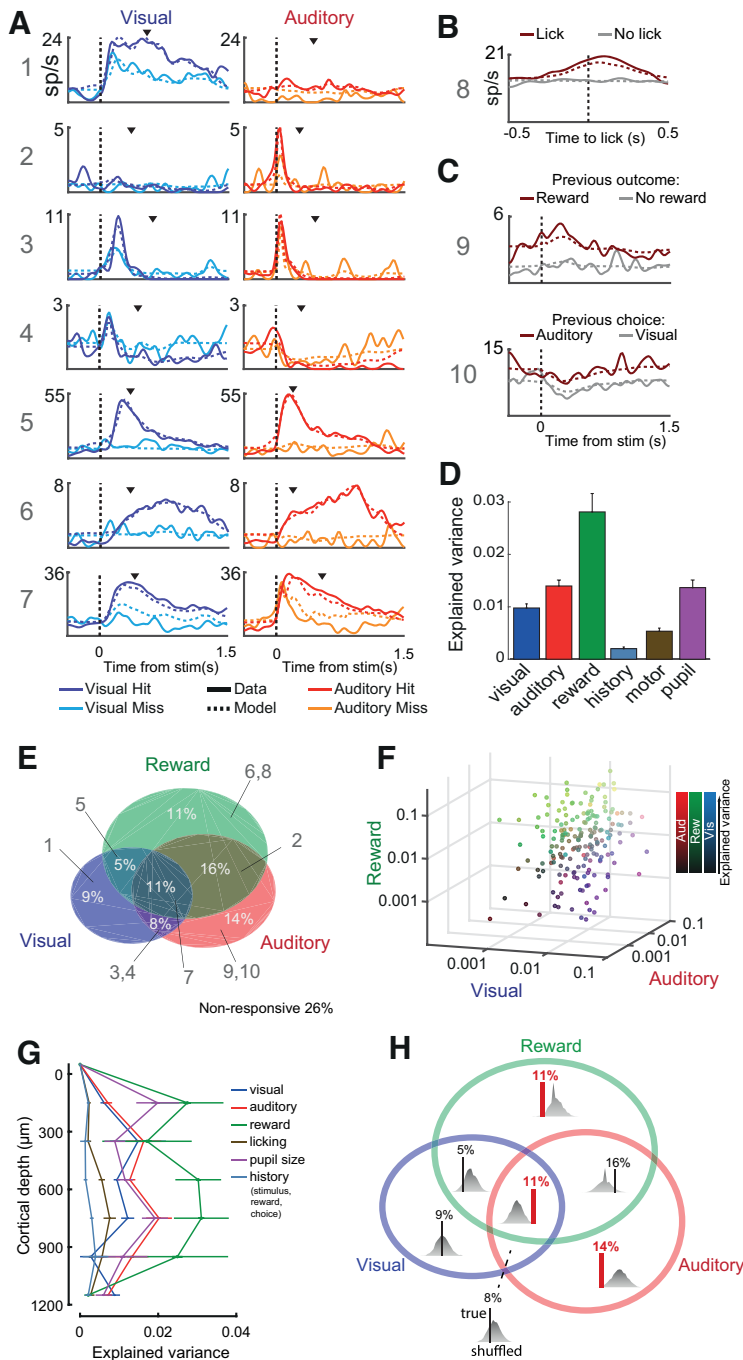 A
Visual
Auditory
1
24
sp/s
24
2
5
5
3
11
11
4
3
3
5
55
55
6
8
8
7
36
36
0
1.5
0
1.5
Time from stim(s)
Time from stim(s)
Visual Hit
Data
Auditory Hit
Visual Miss
Model
Auditory Miss
B
Lick
No lick
8
21
sp/s
-0.5
Time to lick (s)
0.5
C
Previous outcome:
Reward
No reward
9
6
Previous choice:
Auditory
Visual
10
15
0
1.5
Time from stim (s)
D
Explained variance
0.03
0.02
0.01
0
visual
auditory
reward
history
motor
pupil
E
Reward
6,8
5
11%
1
2
5%
16%
11%
9%
8%
14%
Visual
Auditory
3,4
7
9,10
Non-responsive 26%
F
Reward
0.1
0.01
0.001
Aud
Rew
Vis
Explained variance
0.1
0.01
0.001
0.001
0.01
0.1
Visual
Auditory
G
Cortical depth (µm)
0
300
600
900
1200
visual
auditory
reward
licking
pupil size
history
(stimulus,
reward,
choice)
0
0.02
0.04
Explained variance
H
Reward
11%
5%
16%
11%
9%
14%
Visual
Auditory
8%
true
shuffled